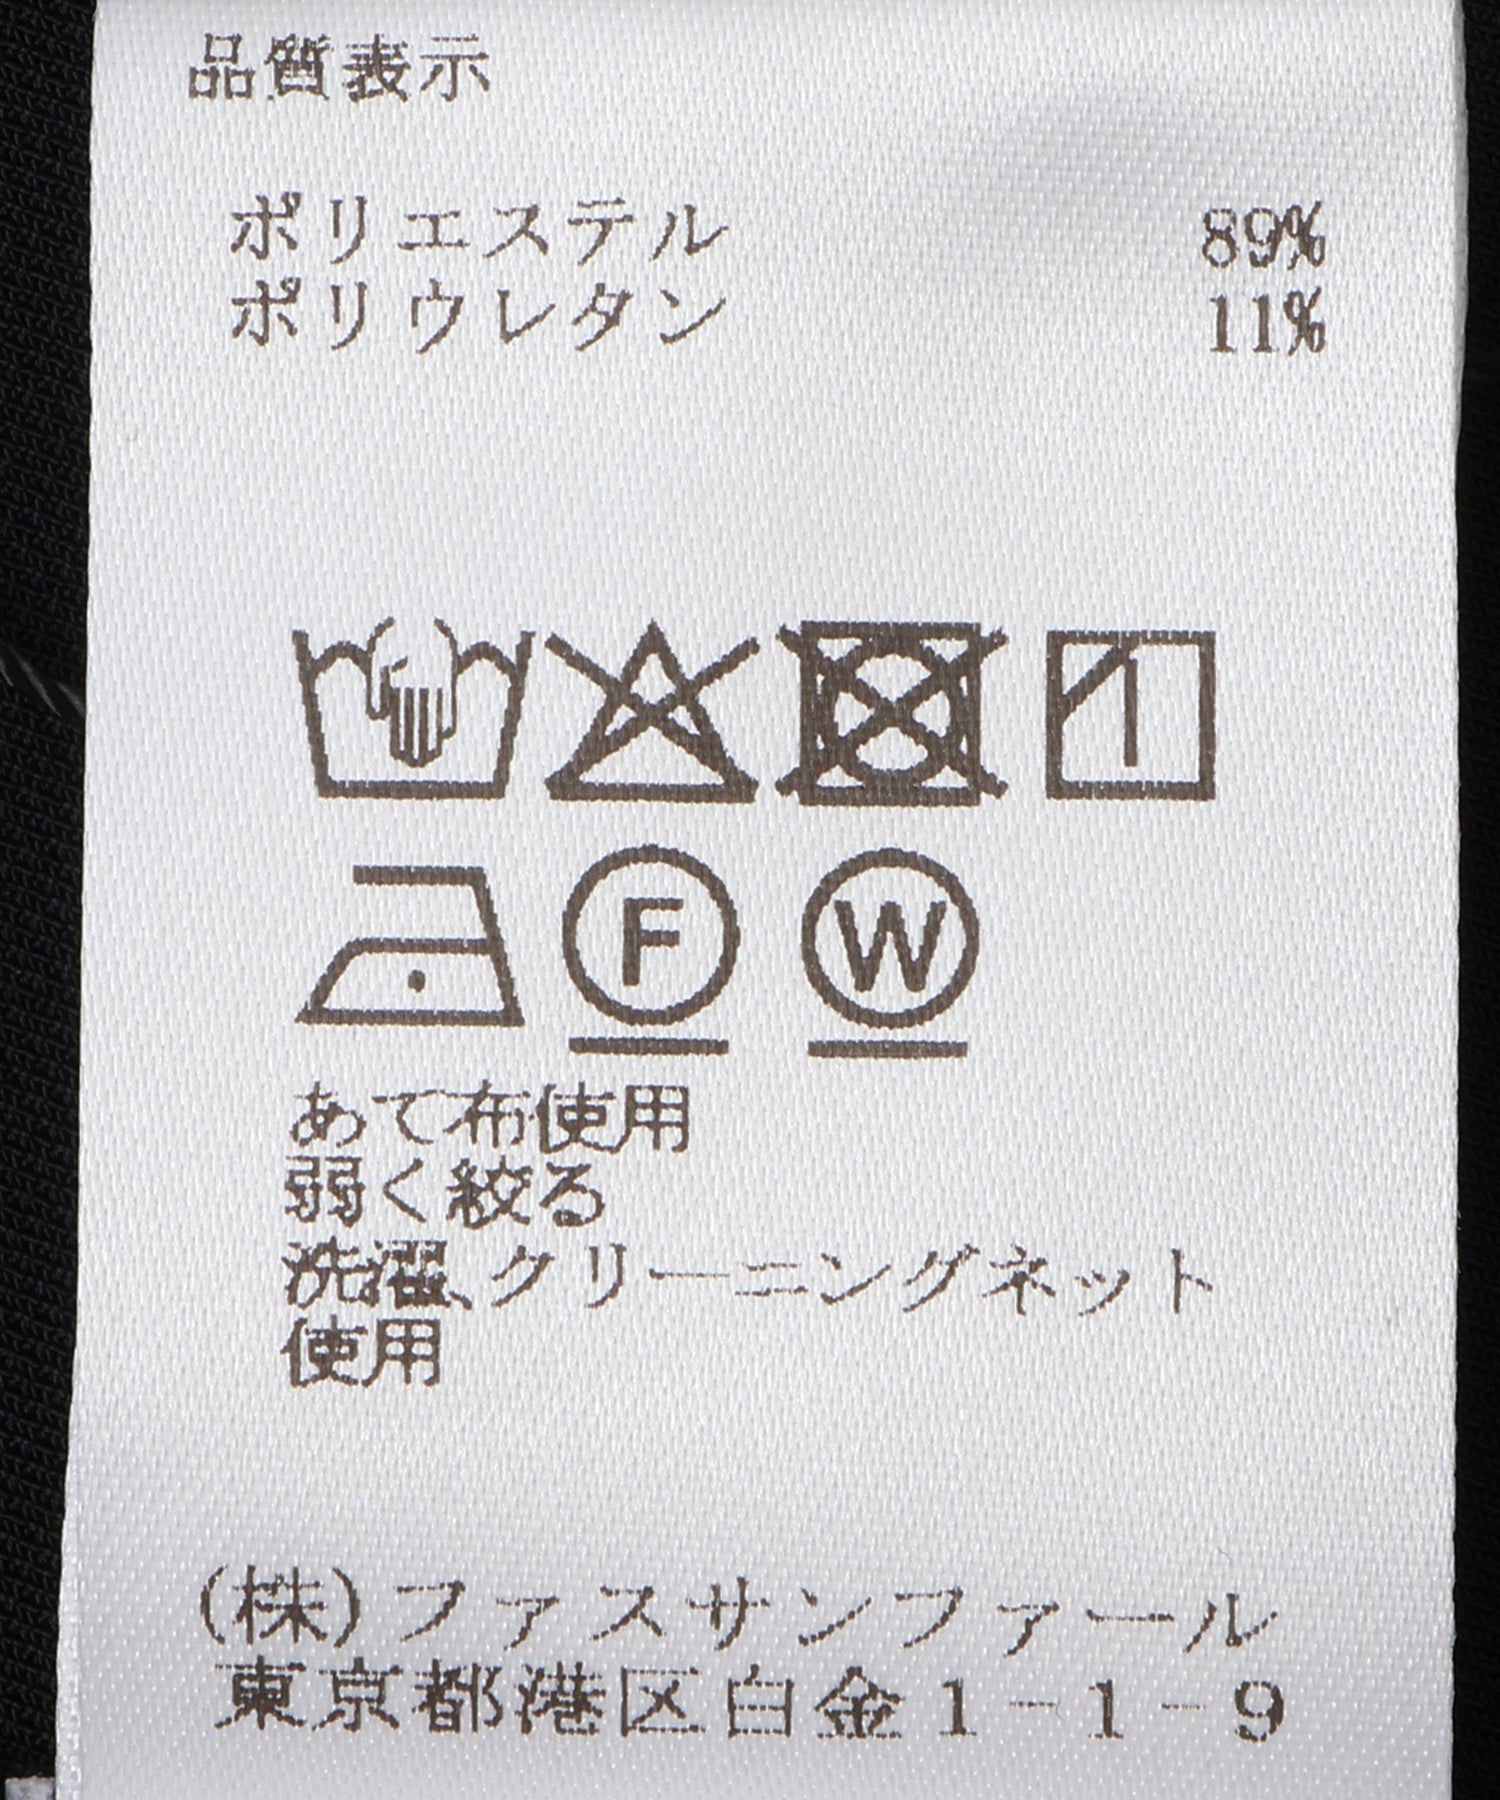 品質表示
ポリエステル 89%
ポリウレタン 11%
F W
あて布使用
弱く絞る
洗濯、クリーニングネット
使用
(株)ファスサンファール
東京都港区白金1-1-9